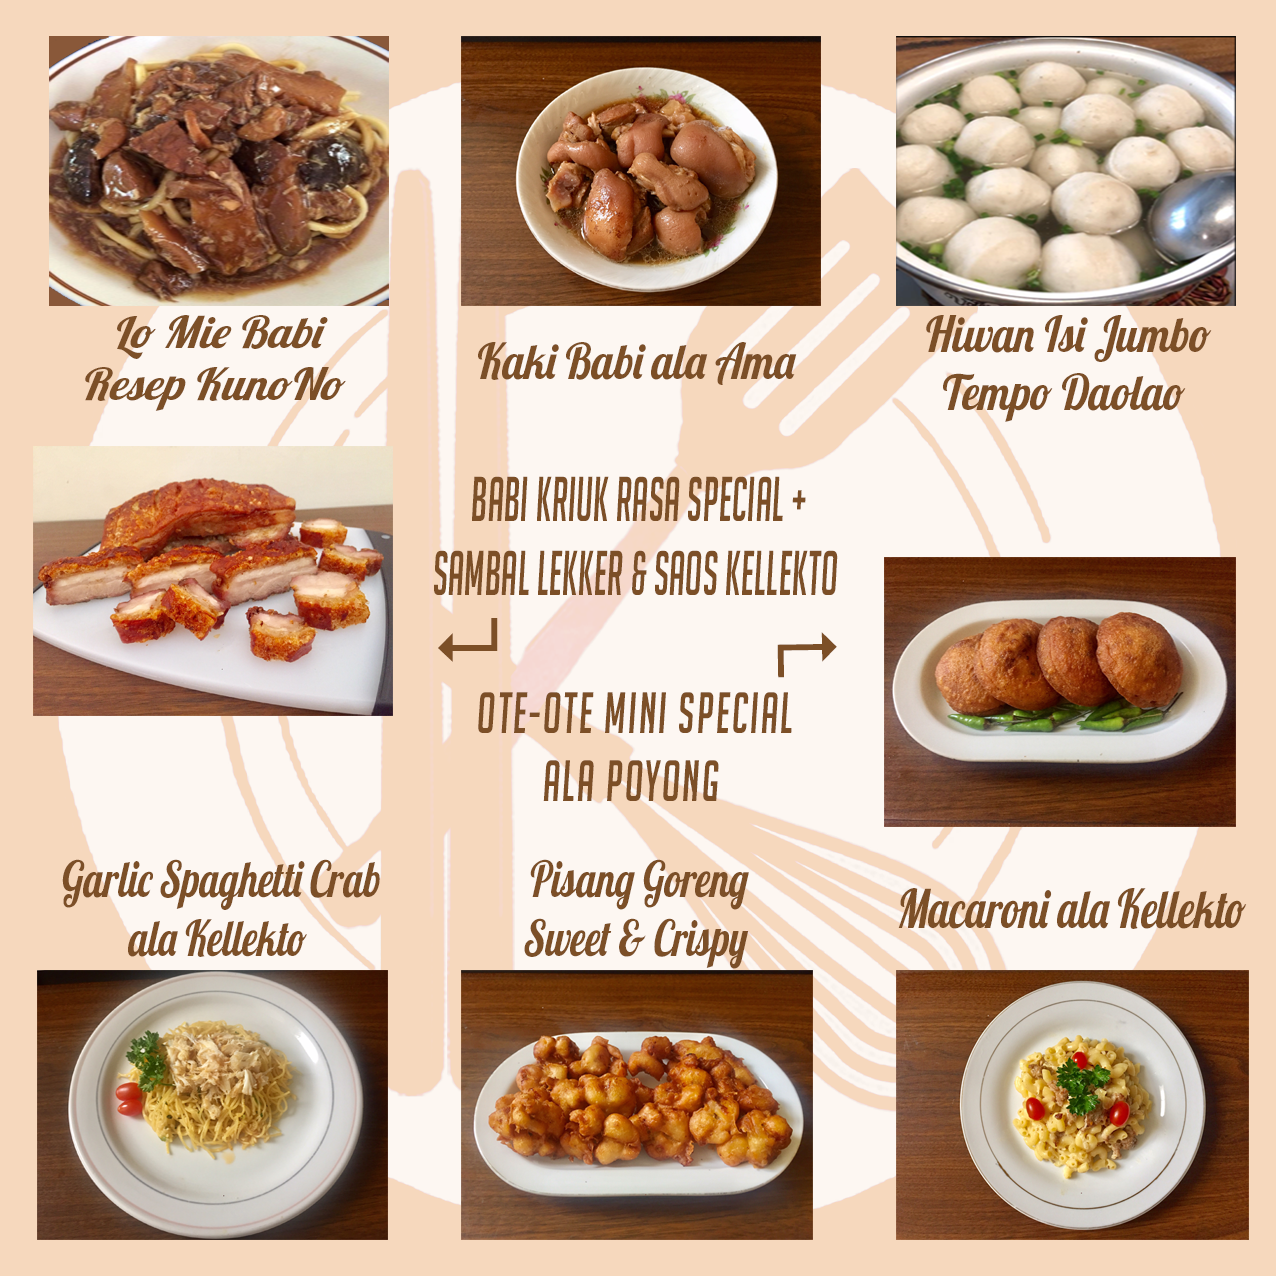 Lo Mie Babi
Resep KunoNo
Kaki Babi ala Ama
Hiwan Isi Jumbo
Tempo Daolao
BABI KRIUK RASA SPECIAL +
SAMBAL LEKKER & SAOS KELLEKTO
OTE-OTE MINI SPECIAL
ALA POYONG
Garlic Spaghetti Crab
ala Kellekto
Pisang Goreng
Sweet & Crispy
Macaroni ala Kellekto